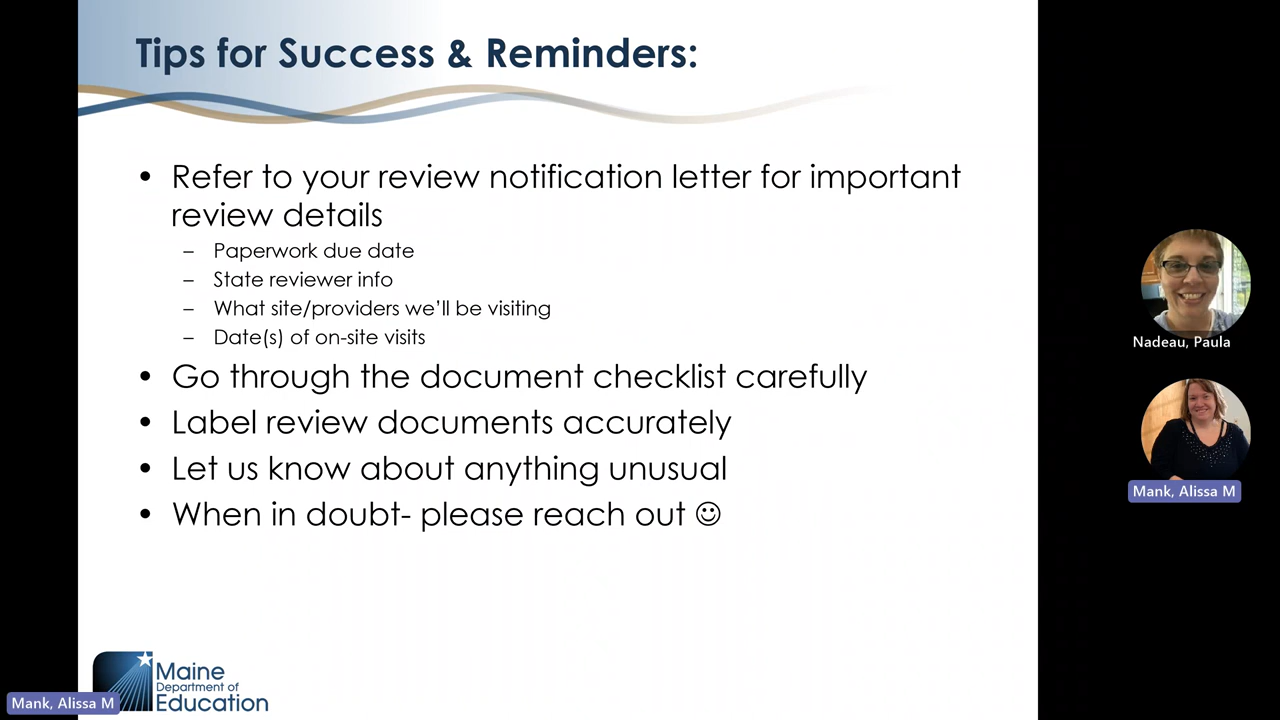 Tips for Success & Reminders:
• Refer to your review notification letter for important
review details
– Paperwork due date
– State reviewer info
– What site/providers we'll be visiting
– Date(s) of on-site visits
• Go through the document checklist carefully
• Label review documents accurately
• Let us know about anything unusual
• When in doubt- please reach out ☺
Nadeau, Paula
Mank, Alissa M
Maine
Department of
Education
Mank, Alissa M